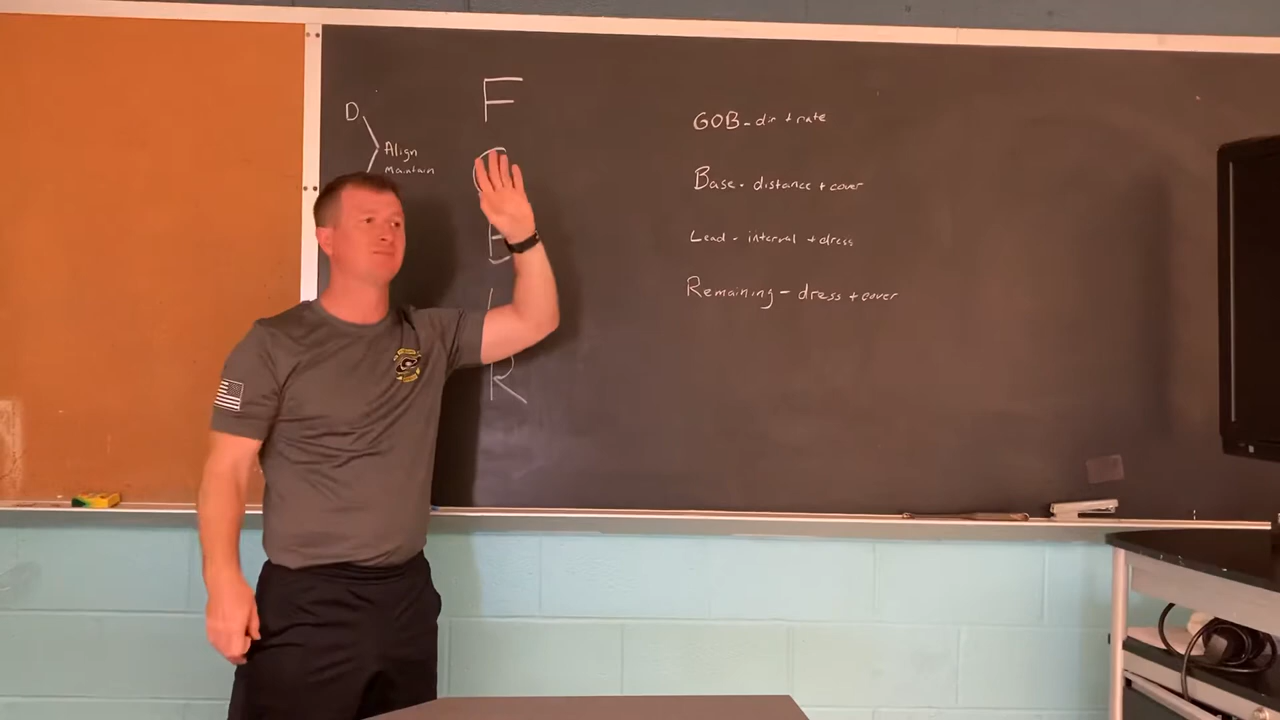 D
Align
Maintain
F
E
I
R
GOB - dir + rate
Base - distance + cover
Lead - interval + dress
Remaining - dress + cover